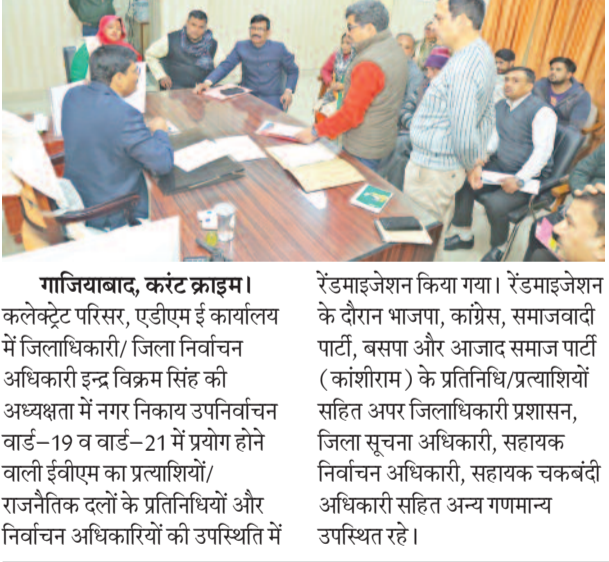 गाजियाबाद, करंट क्राइम।
कलेक्ट्रेट परिसर, एडीएम ई कार्यालय
में जिलाधिकारी/ जिला निर्वाचन
अधिकारी इन्द्र विक्रम सिंह की
अध्यक्षता में नगर निकाय उपनिर्वाचन
वार्ड–19 व वार्ड–21 में प्रयोग होने
वाली ईवीएम का प्रत्याशियों/
राजनैतिक दलों के प्रतिनिधियों और
निर्वाचन अधिकारियों की उपस्थिति में
रेंडमाइजेशन किया गया। रेंडमाइजेशन
के दौरान भाजपा, कांग्रेस, समाजवादी
पार्टी, बसपा और आजाद समाज पार्टी
(कांशीराम) के प्रतिनिधि/प्रत्याशियों
सहित अपर जिलाधिकारी प्रशासन,
जिला सूचना अधिकारी, सहायक
निर्वाचन अधिकारी, सहायक चकबंदी
अधिकारी सहित अन्य गणमान्य
उपस्थित रहे।